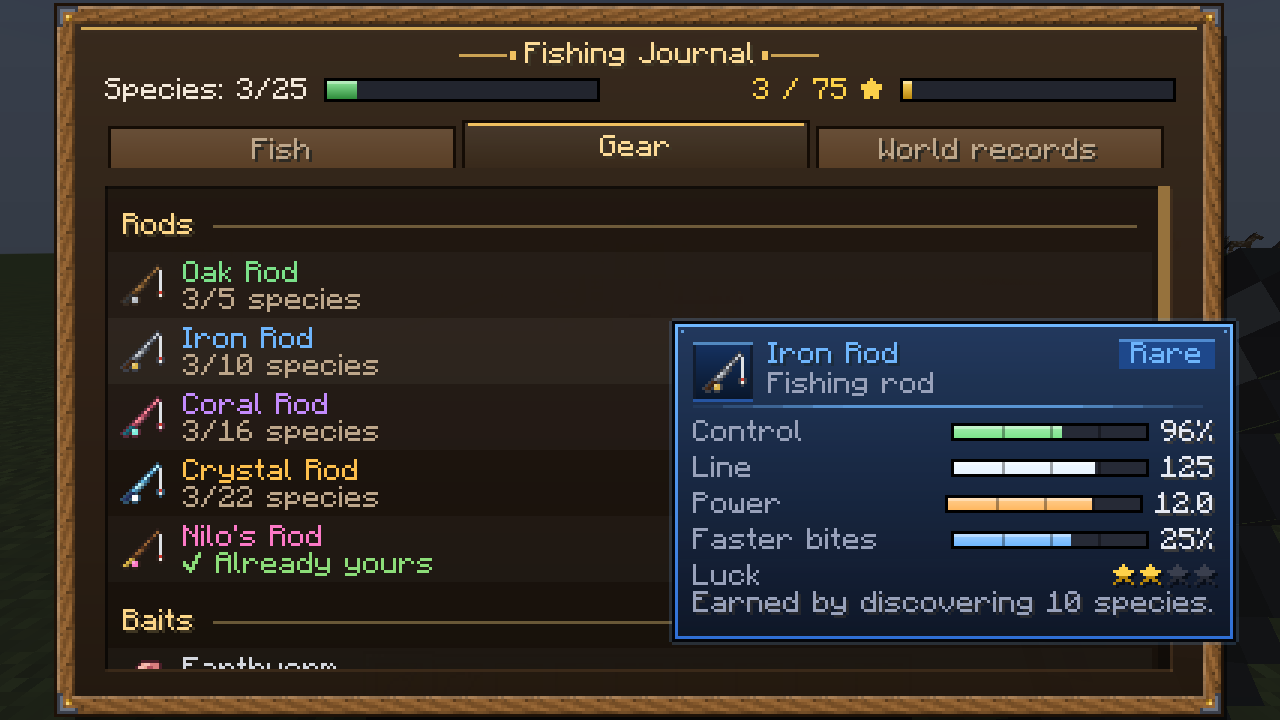 Fishing Journal
Species: 3/25
3 / 75
Fish
Gear
World records
Rods
Oak Rod
3/5 species
Iron Rod
3/10 species
Coral Rod
3/16 species
Crystal Rod
3/22 species
Nilo's Rod
✓ Already yours
Baits
Earthworm
Iron Rod
Rare
Fishing rod
Control 96%
Line 125
Power 12.0
Faster bites 25%
Luck
Earned by discovering 10 species.